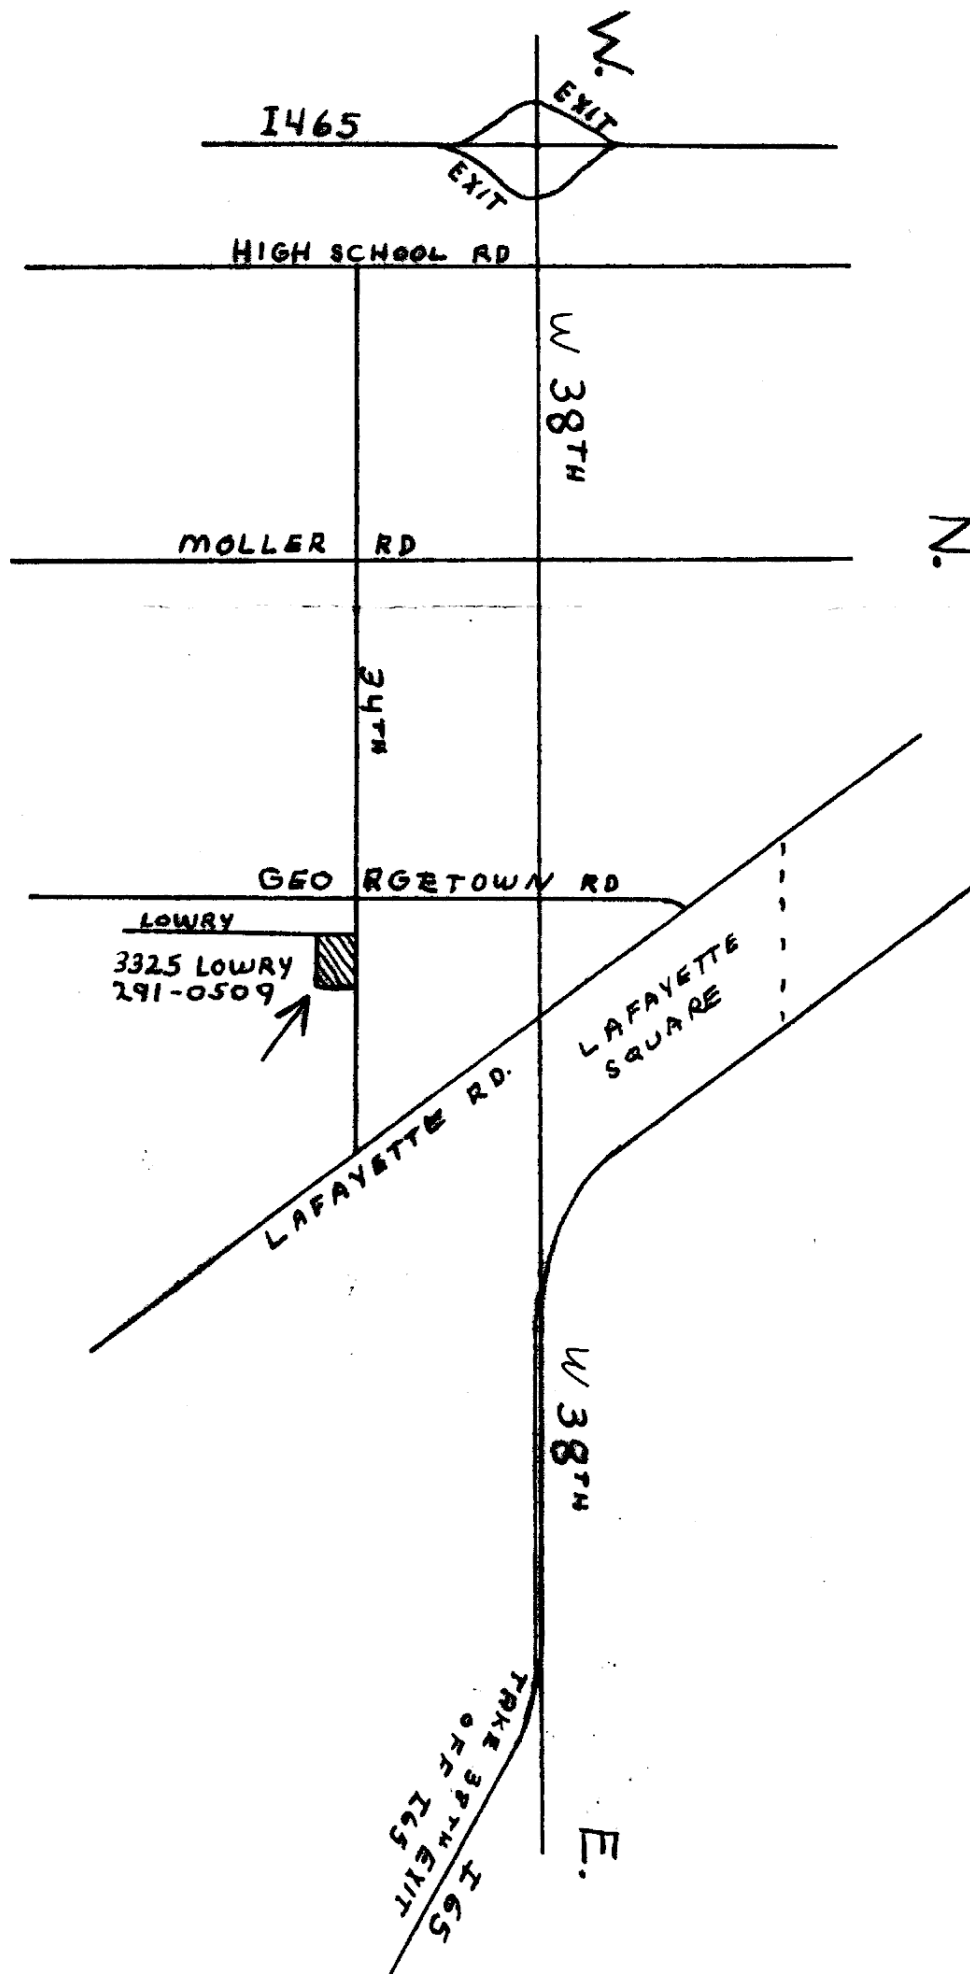 W.
I465
EXIT
EXIT
HIGH SCHOOL RD
W 38TH
N.
MOLLER RD
34TH
GEORGETOWN RD
LOWRY
3325 LOWRY
291-0509
LAFAYETTE
SQUARE
LAFAYETTE RD.
W 38TH
TAKE 38TH EXIT
OFF I65
I65
E.